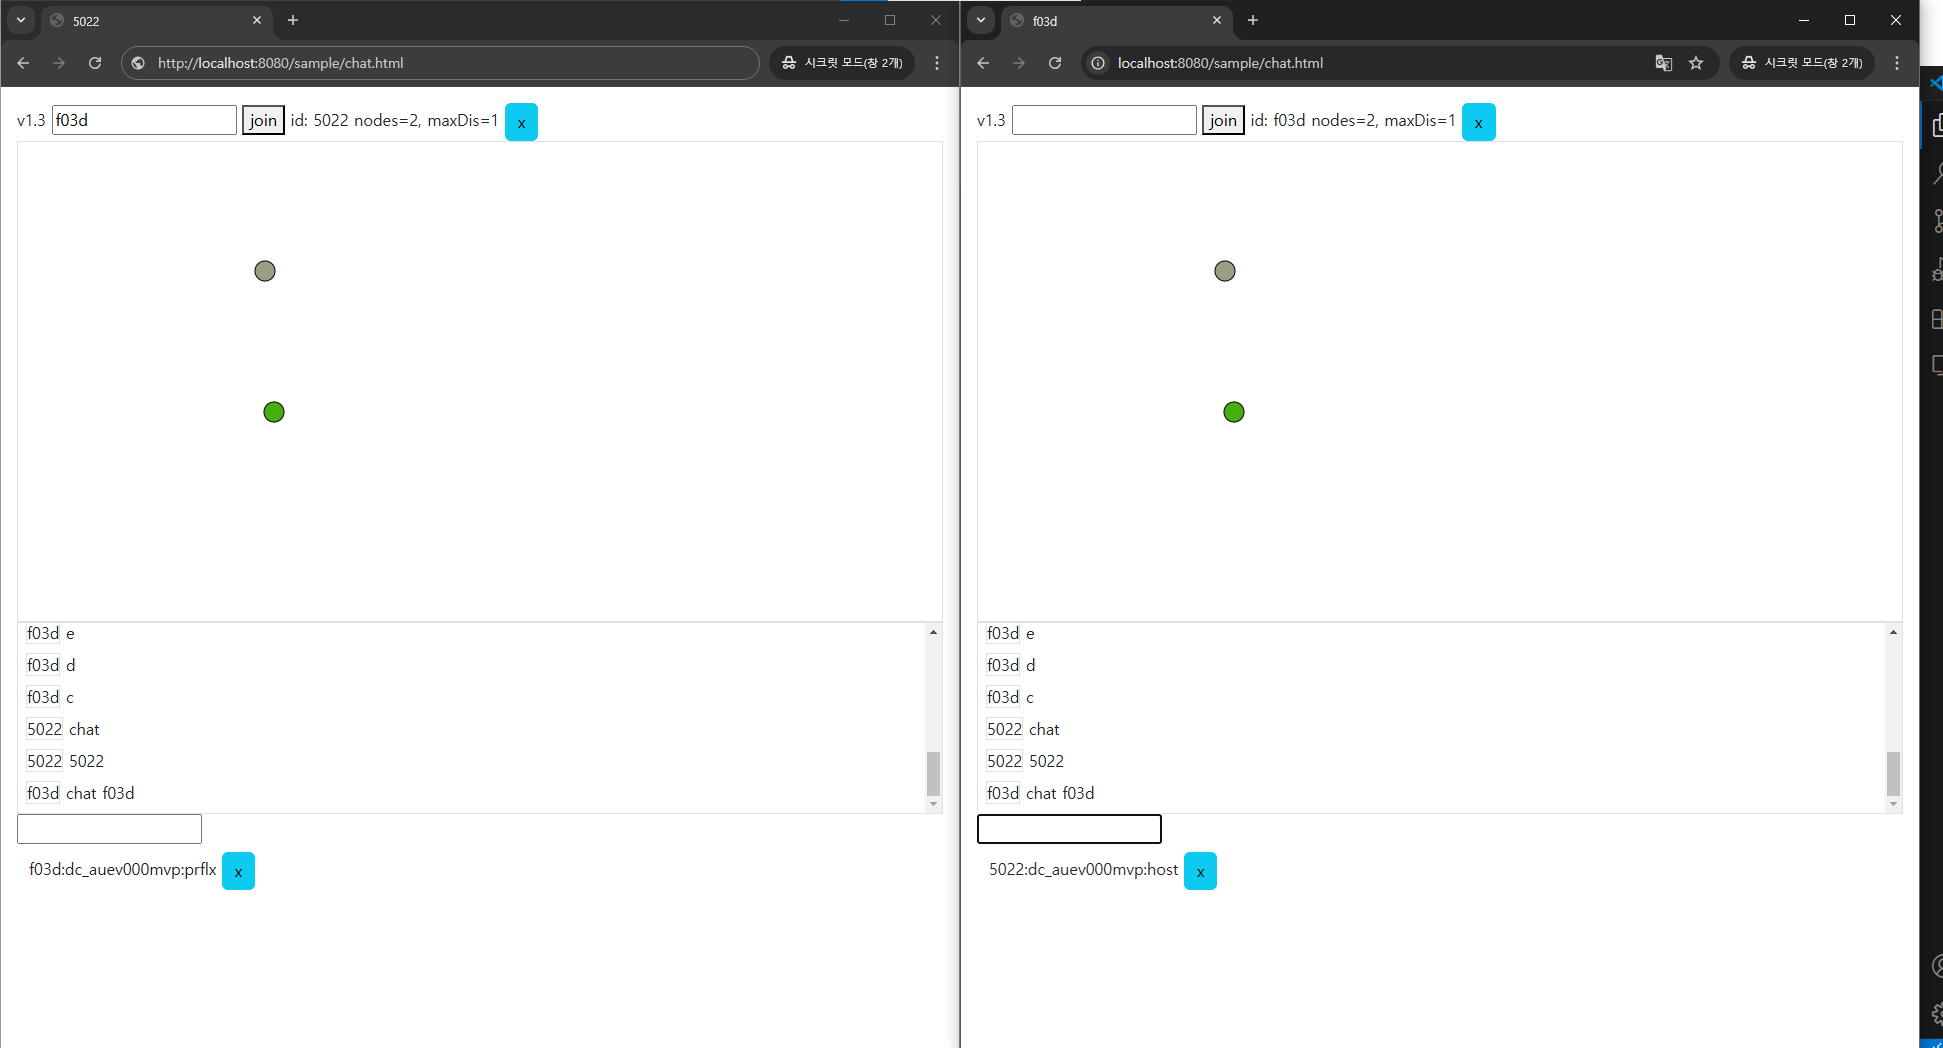 5022
http://localhost:8080/sample/chat.html
시크릿 모드(창 2개)
v1.3 f03d join id: 5022 nodes=2, maxDis=1 x
f03d e
f03d d
f03d c
5022 chat
5022 5022
f03d chat f03d
f03d:dc_auev000mvp:prflx x
f03d
localhost:8080/sample/chat.html
시크릿 모드(창 2개)
v1.3 join id: f03d nodes=2, maxDis=1 x
f03d e
f03d d
f03d c
5022 chat
5022 5022
f03d chat f03d
5022:dc_auev000mvp:host x